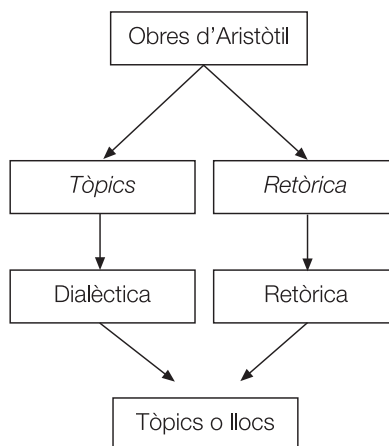 Obres d’Aristòtil
Tòpics
Retòrica
Dialèctica
Retòrica
Tòpics o llocs